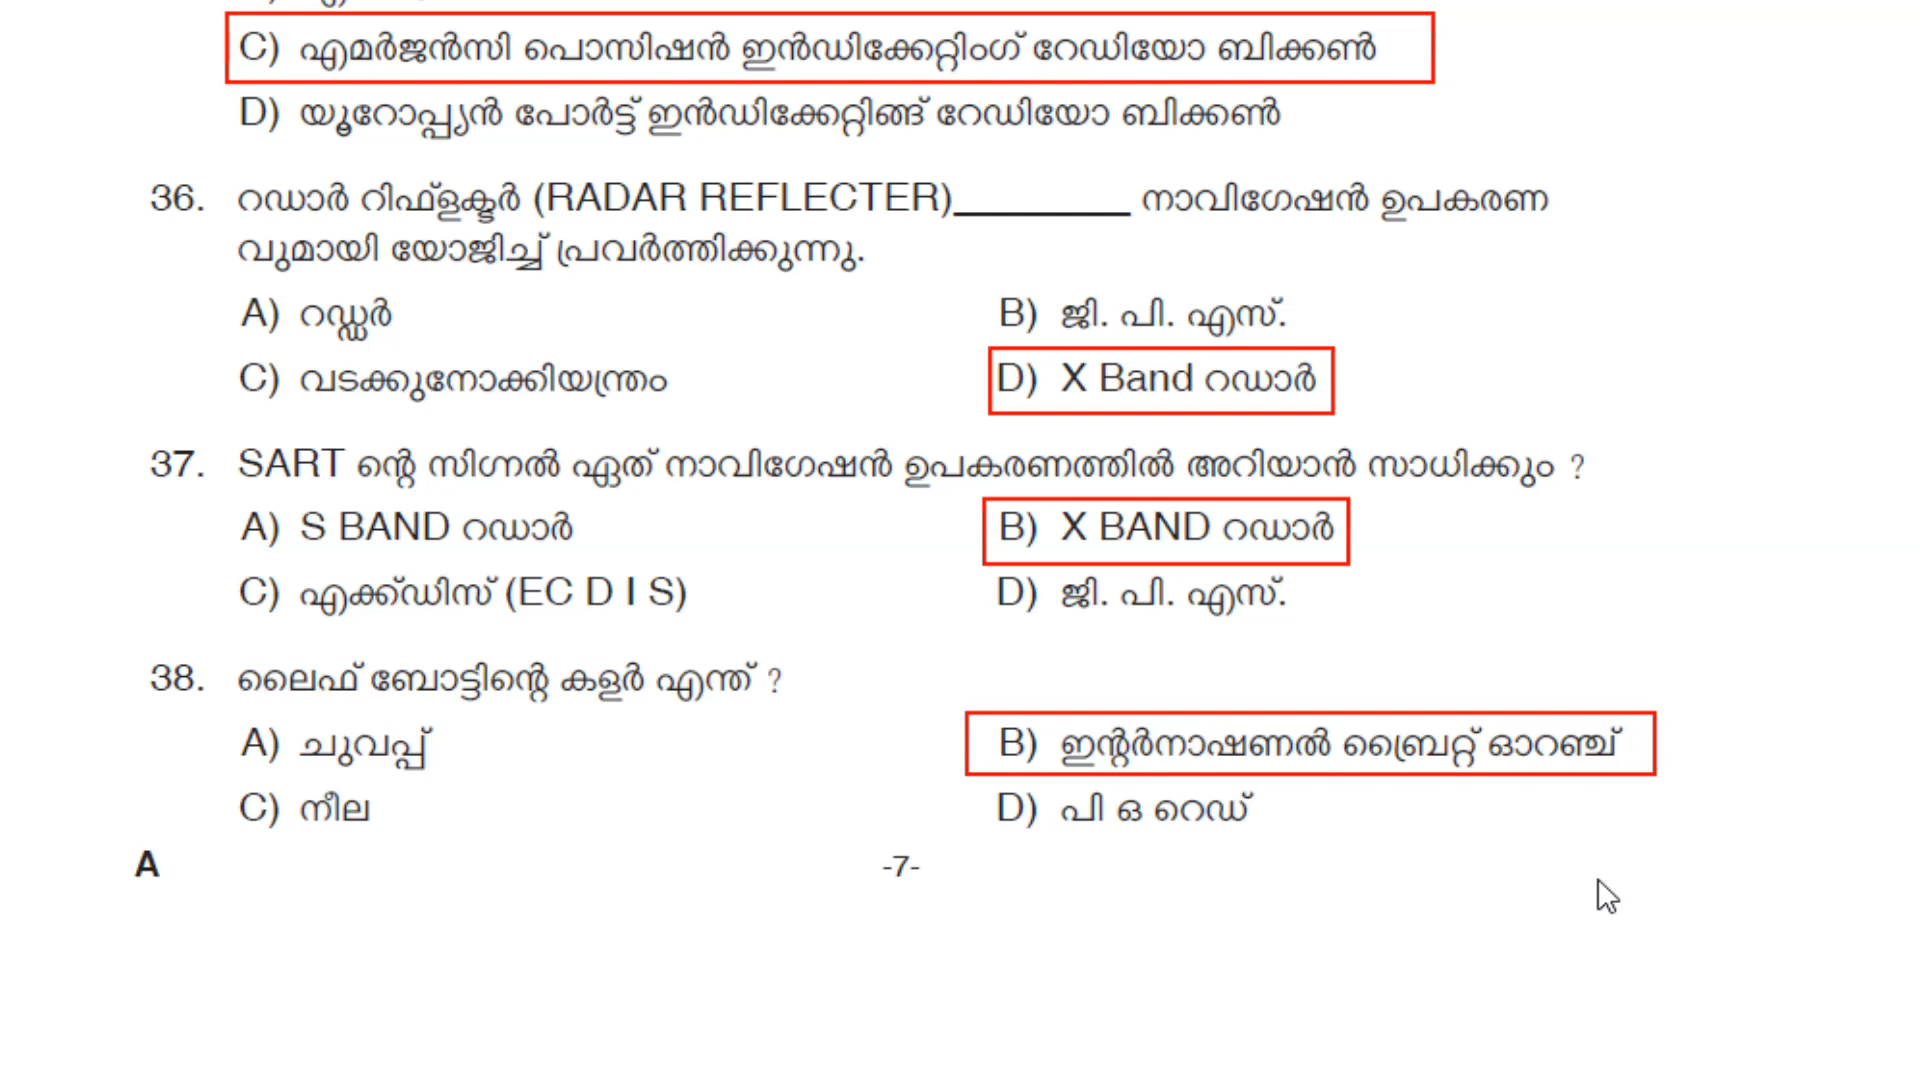 C) എമർജൻസി പൊസിഷൻ ഇൻഡിക്കേറ്റിംഗ് റേഡിയോ ബിക്കൺ
D) യൂറോപ്പ്യൻ പോർട്ട് ഇൻഡിക്കേറ്റിങ്ങ് റേഡിയോ ബിക്കൺ
36. റഡാർ റിഫ്ളക്ടർ (RADAR REFLECTER)________ നാവിഗേഷൻ ഉപകരണ
വുമായി യോജിച്ച് പ്രവർത്തിക്കുന്നു.
A) റഡ്ഡർ B) ജി. പി. എസ്.
C) വടക്കുനോക്കിയന്ത്രം D) X Band റഡാർ
37. SART ന്റെ സിഗ്നൽ ഏത് നാവിഗേഷൻ ഉപകരണത്തിൽ അറിയാൻ സാധിക്കും ?
A) S BAND റഡാർ B) X BAND റഡാർ
C) എക്ക്ഡിസ് (EC D I S) D) ജി. പി. എസ്.
38. ലൈഫ് ബോട്ടിന്റെ കളർ എന്ത് ?
A) ചുവപ്പ് B) ഇന്റർനാഷണൽ ബ്രൈറ്റ് ഓറഞ്ച്
C) നീല D) പി ഒ റെഡ്
A -7-